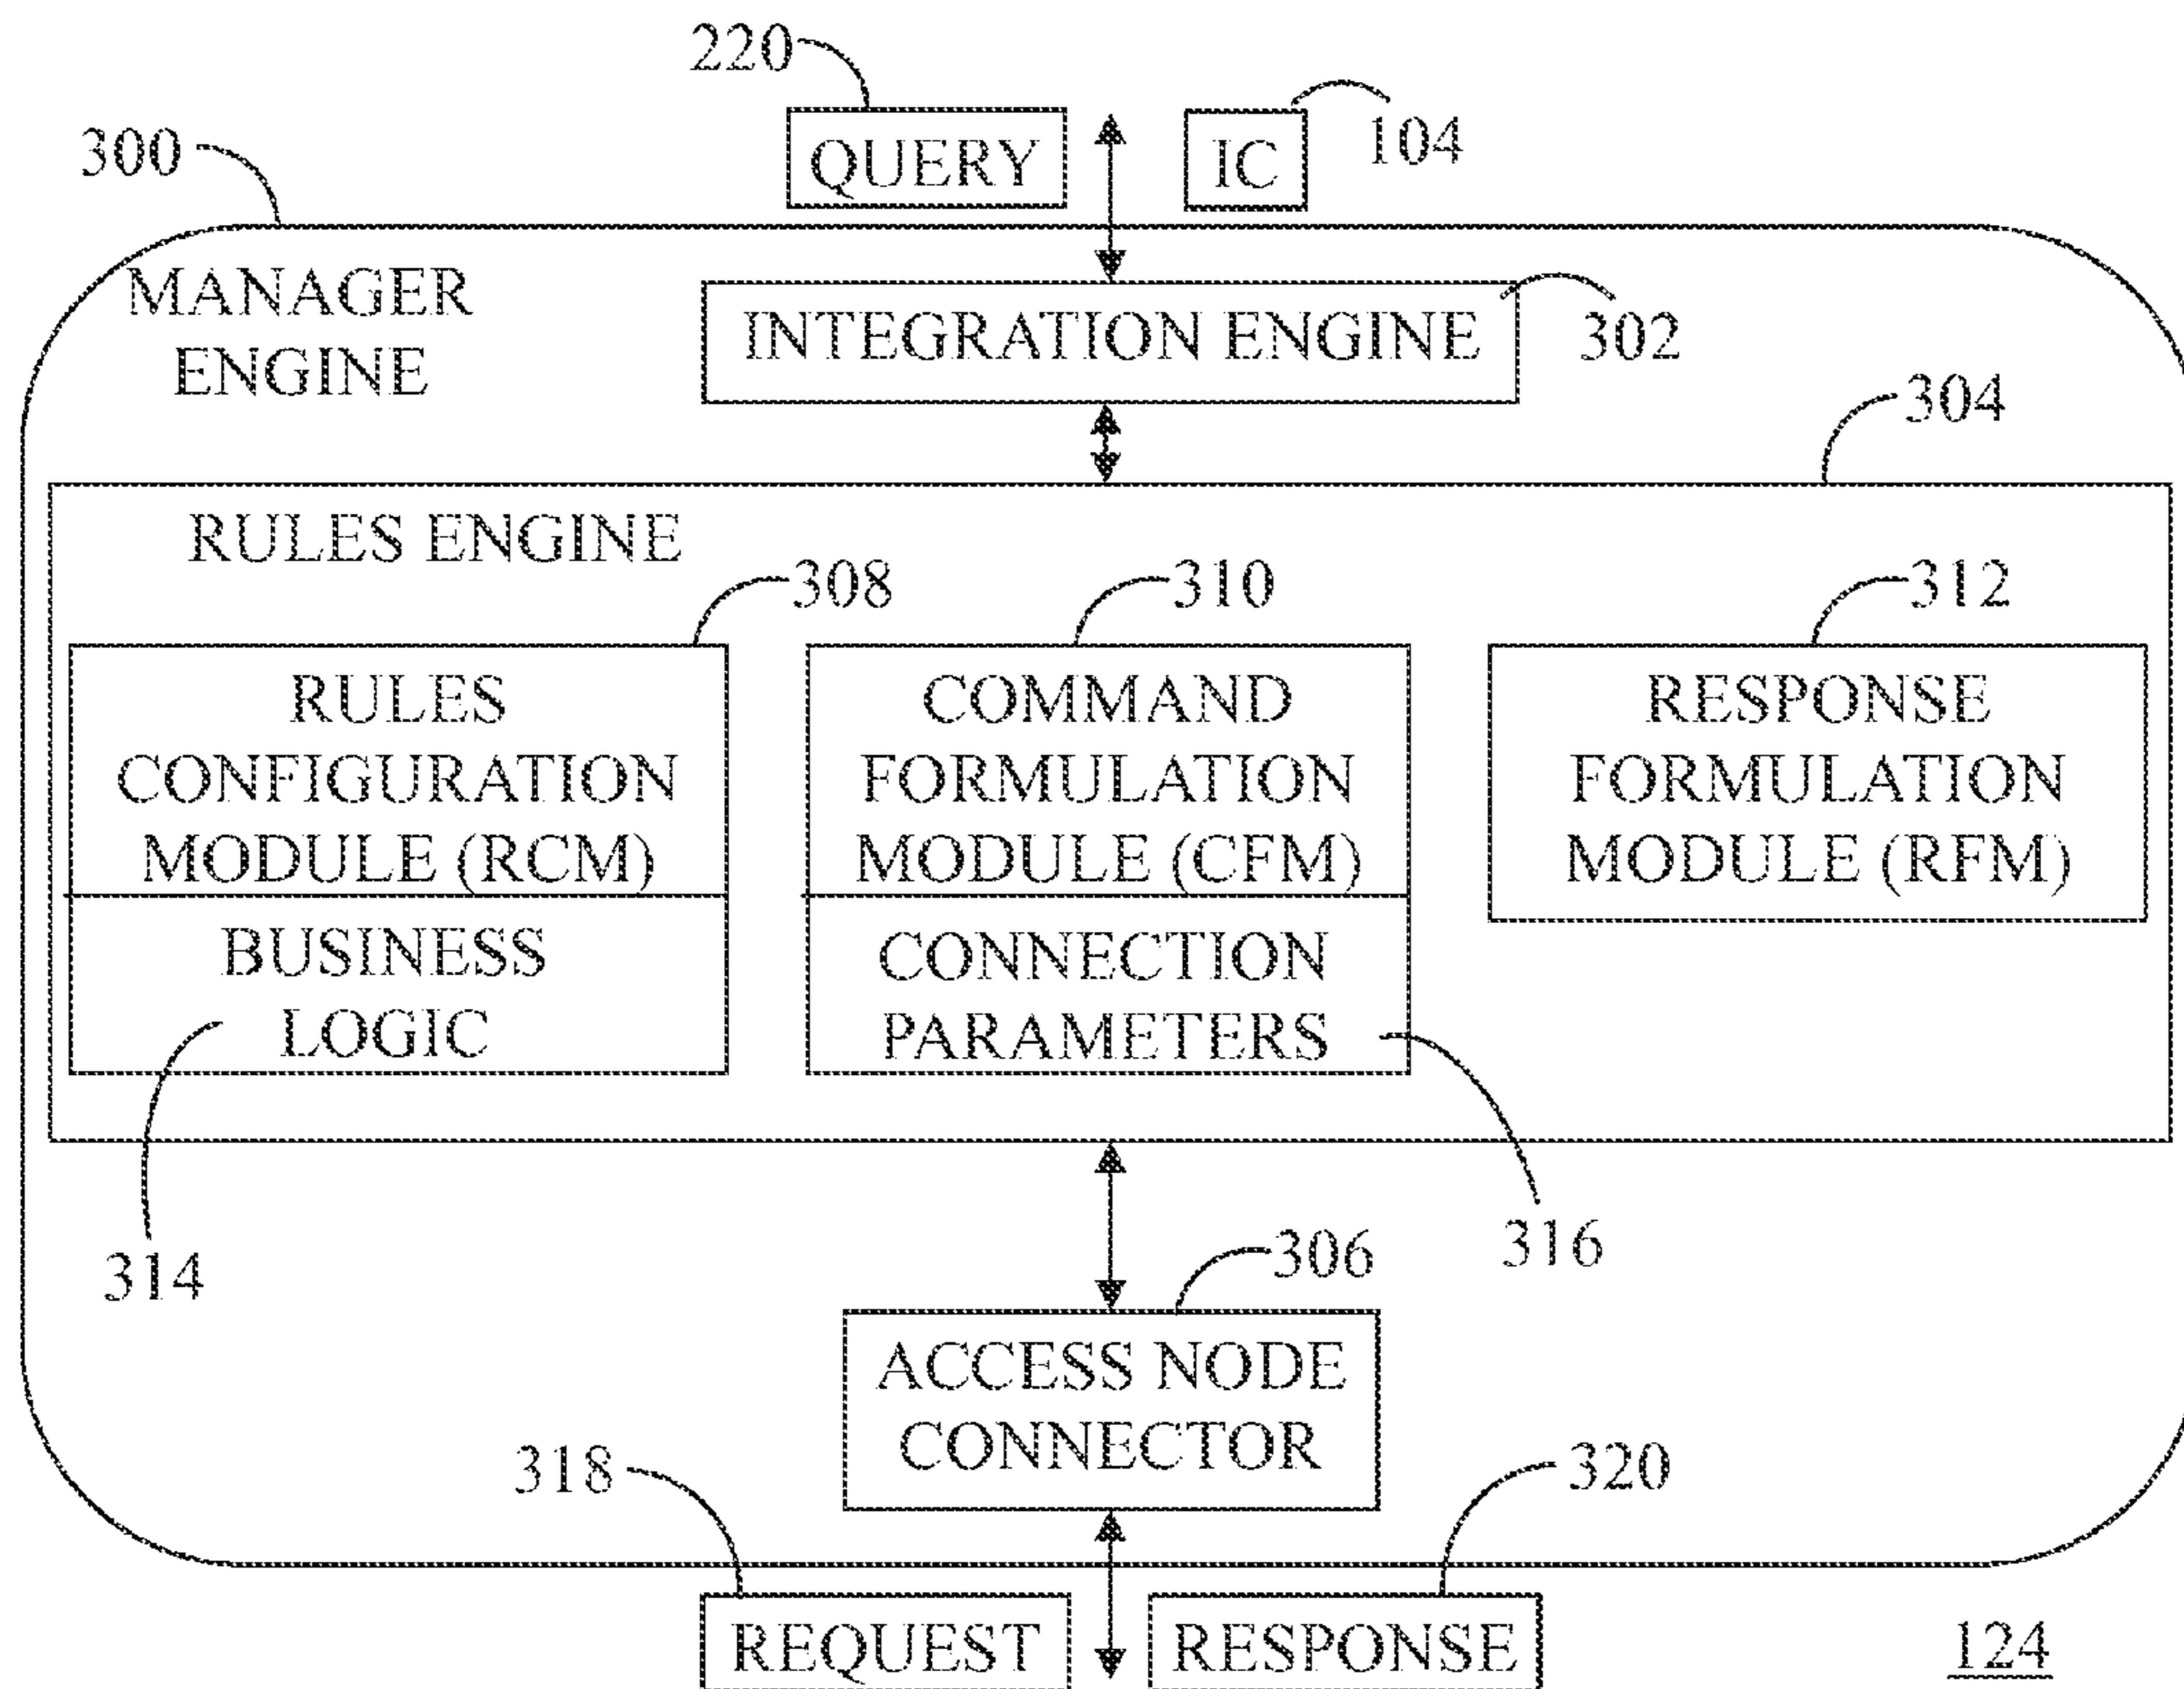 220
QUERY
IC
104
300
MANAGER
ENGINE
INTEGRATION ENGINE
302
304
RULES ENGINE
308
310
312
RULES
CONFIGURATION
MODULE (RCM)
BUSINESS
LOGIC
COMMAND
FORMULATION
MODULE (CFM)
CONNECTION
PARAMETERS
RESPONSE
FORMULATION
MODULE (RFM)
314
316
306
ACCESS NODE
CONNECTOR
318
320
REQUEST
RESPONSE
124